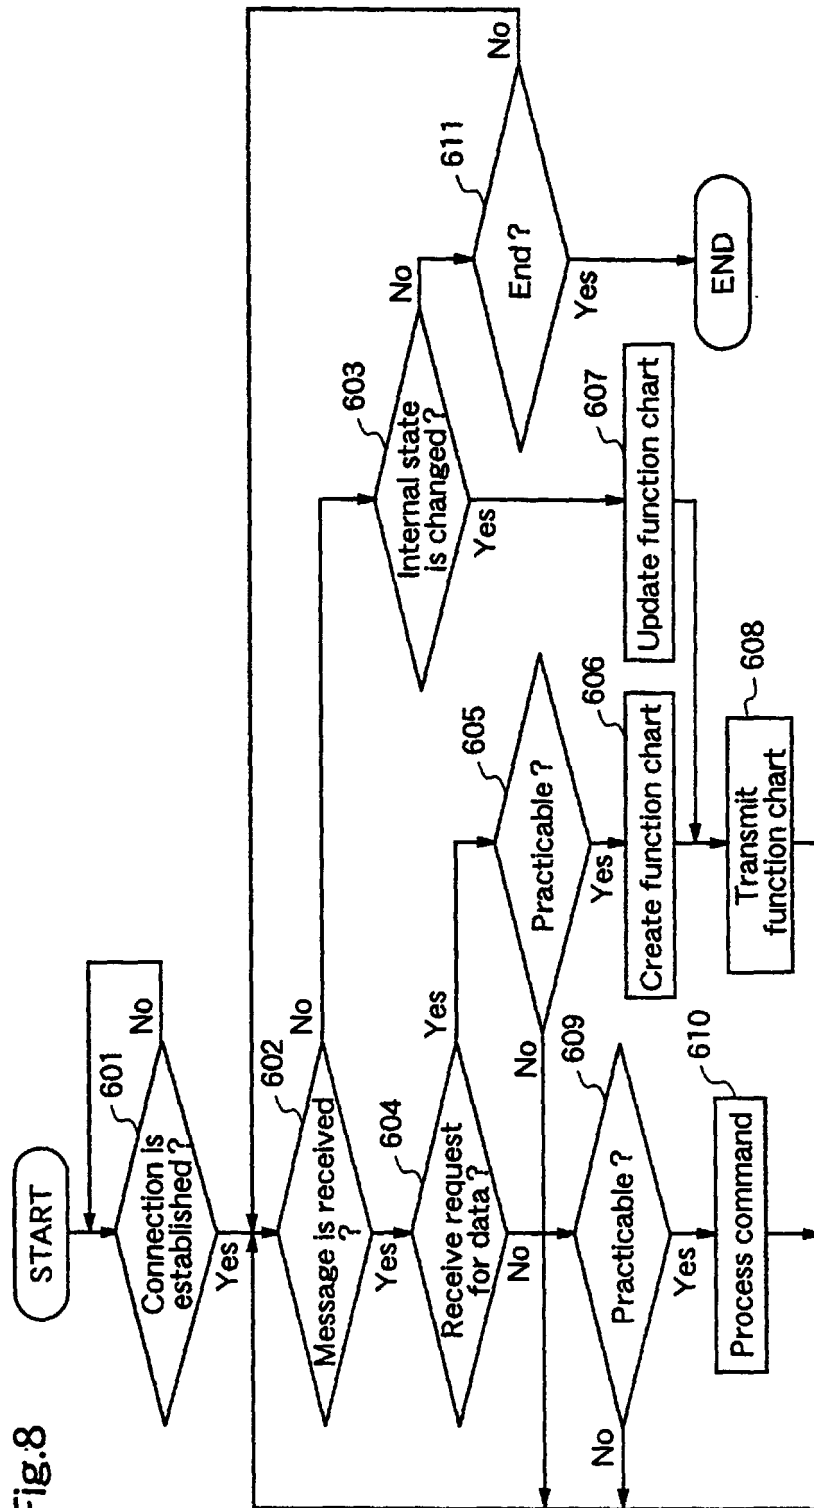 Fig.8
START
601
Connection is
established?
No
Yes
602
Message is received
?
No
Yes
603
Internal state
is changed?
No
Yes
604
Receive request
for data?
Yes
No
605
Practicable?
No
Yes
611
End?
No
Yes
END
609
Practicable?
No
Yes
606
Create function chart
607
Update function chart
608
Transmit
function chart
610
Process command